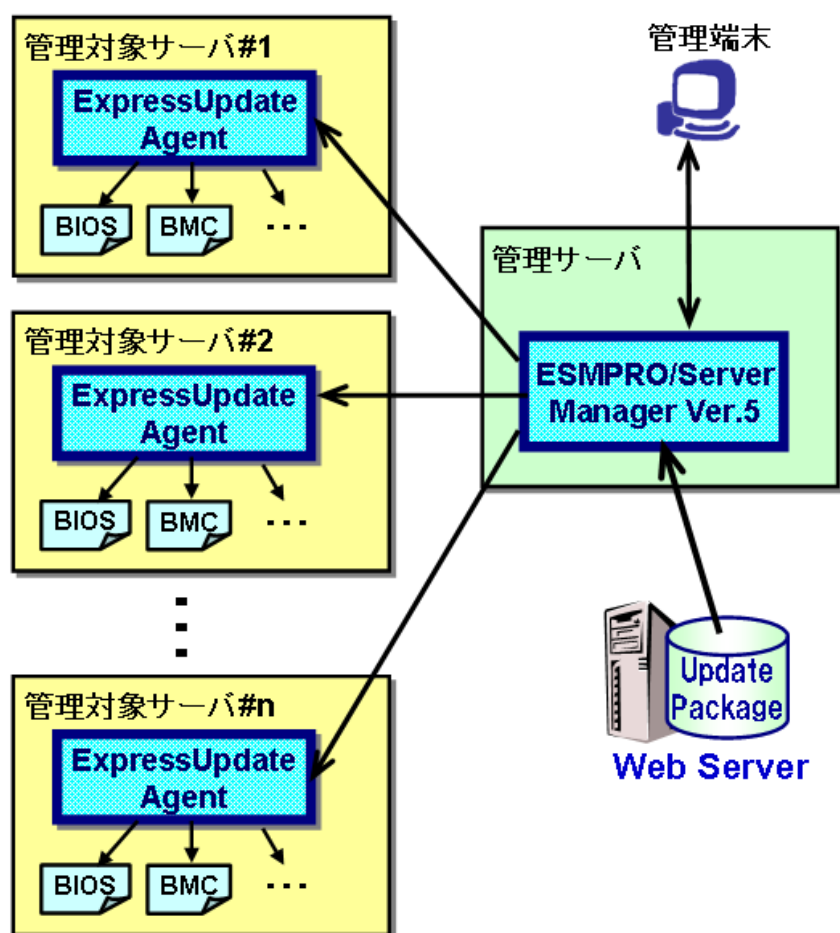 管理対象サーバ#1
ExpressUpdate
Agent
BIOS
BMC
...
管理対象サーバ#2
ExpressUpdate
Agent
BIOS
BMC
...
管理対象サーバ#n
ExpressUpdate
Agent
BIOS
BMC
...
管理端末
管理サーバ
ESMPRO/Server
Manager Ver.5
Update
Package
Web Server